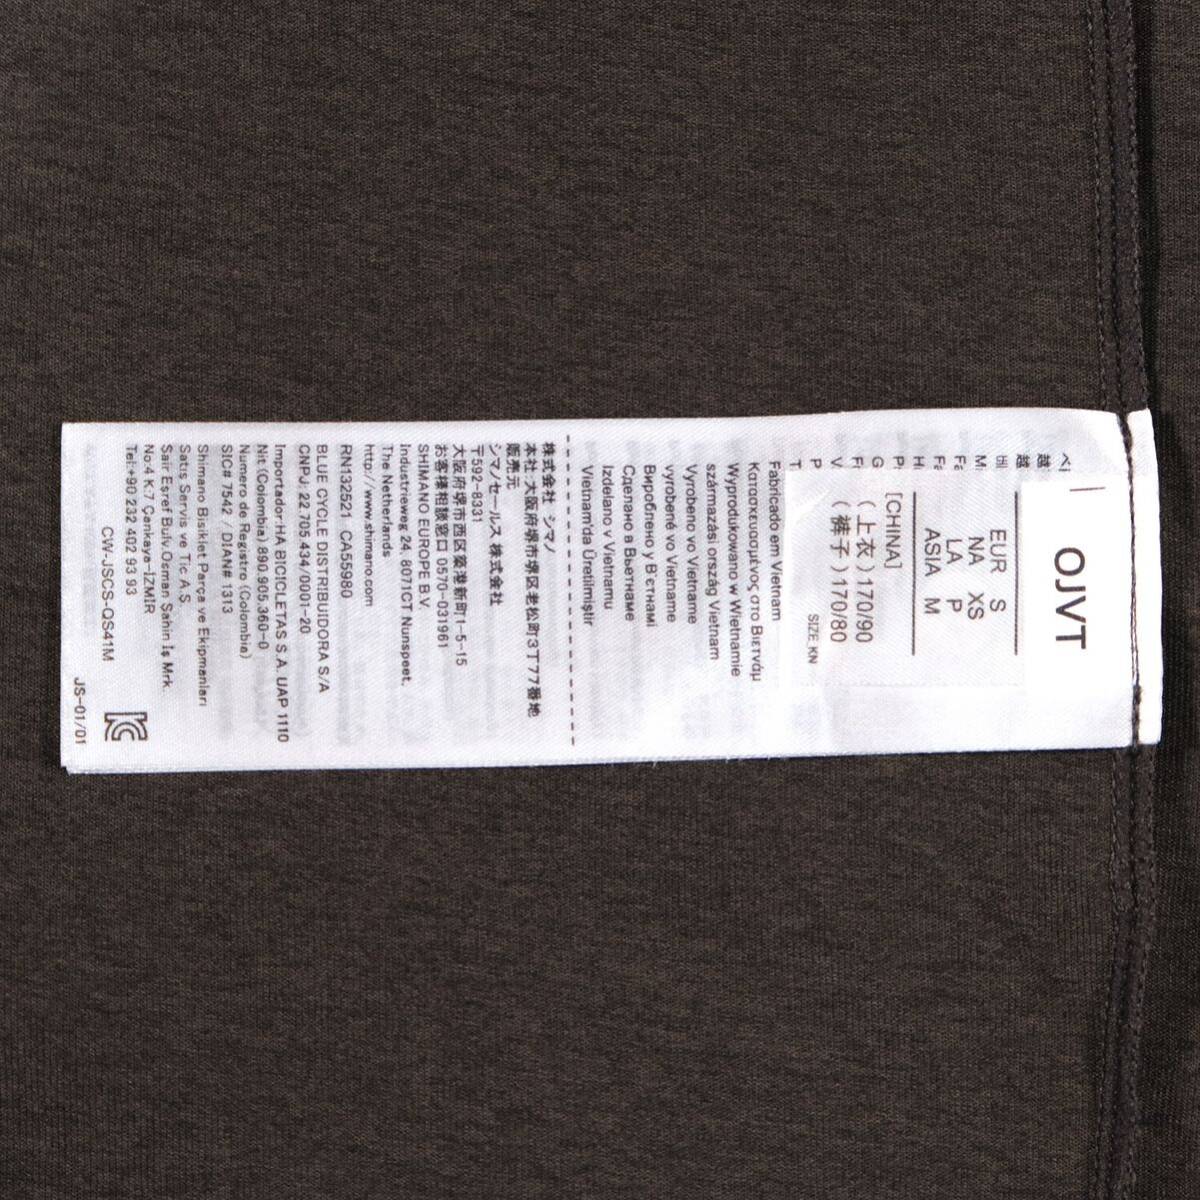 OJVT
EUR S
NA XS
LA P
ASIA M
[CHINA]
(上衣)170/90
(裤子)170/80
SIZE KN
Fabricado em Vietnam
Κατασκευασμένος στο Βιετνάμ
Wyprodukowano w Wietnamie
származási ország Vietnam
Vyrobeno ve Vietname
vyrobené vo Vietname
Вироблено у В'єтнамі
Сделано в Вьетнаме
Izdelano v Vietnamu
Vietnam'da Üretilmiştir
株式会社 シマノ
本社:大阪府堺市堺区老松町3丁77番地
販売元
シマノセールス 株式会社
〒592-8331
大阪府堺市西区築港新町1-5-15
お客様相談窓口 0570-031961
SHIMANO EUROPE B.V.
Industrieweg 24, 8071CT Nunspeet,
The Netherlands
http://www.shimano.com
RN132521 CA55980
BLUE CYCLE DISTRIBUIDORA S/A
CNPJ: 22.705.434/0001-20
Importador:HA BICICLETAS S.A. UAP 1110
Nit (Colombia) 890.905.360-0
Numero de Registro (Colombia)
SIC# 7542 / DIAN# 1313
Shimano Bisiklet Parça ve Ekipmanları
Satıs Servis ve Tic A.S.
Sair Eşref Bulv.Osman Sahin İş Mrk.
No:4 K:7 Çankaya-İZMİR
Tel:+90 232 402 93 93
CW-JSCS-QS41M
JS-01/01